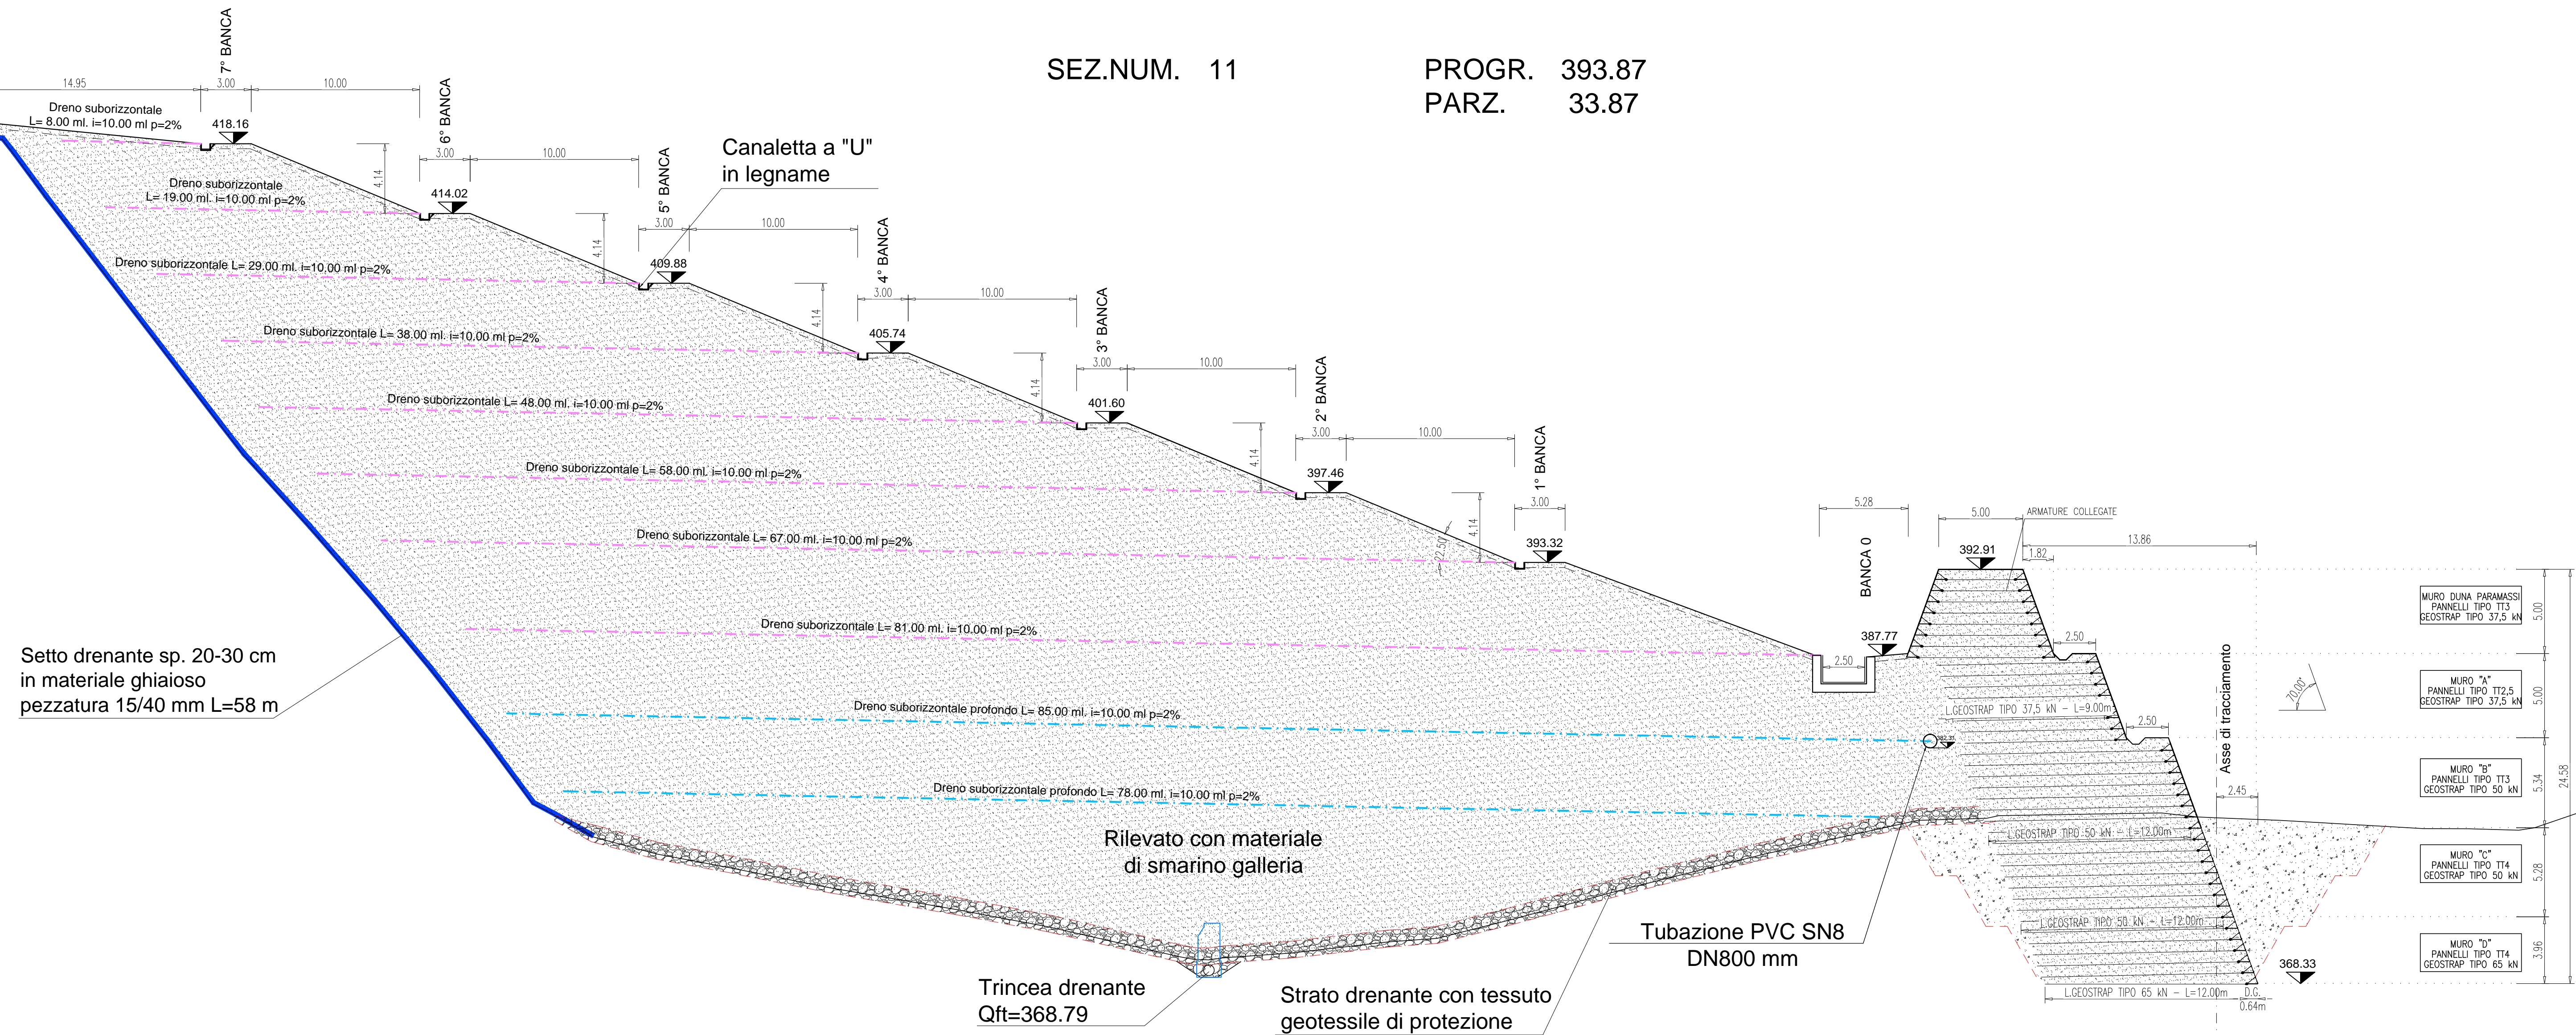 SEZ.NUM. 11
PROGR. 393.87
PARZ. 33.87
14.95
3.00
10.00
7° BANCA
Dreno suborizzontale
L= 8.00 ml. i=10.00 ml p=2%
418.16
4.14
6° BANCA
3.00
10.00
Dreno suborizzontale
L= 19.00 ml. i=10.00 ml p=2%
414.02
4.14
Canaletta a "U"
in legname
5° BANCA
3.00
10.00
Dreno suborizzontale L= 29.00 ml. i=10.00 ml p=2%
409.88
4.14
4° BANCA
3.00
10.00
Dreno suborizzontale L= 38.00 ml. i=10.00 ml p=2%
405.74
4.14
3° BANCA
3.00
10.00
Dreno suborizzontale L= 48.00 ml. i=10.00 ml p=2%
401.60
4.14
2° BANCA
3.00
10.00
Dreno suborizzontale L= 58.00 ml. i=10.00 ml p=2%
397.46
4.14
22.50°
1° BANCA
3.00
Dreno suborizzontale L= 67.00 ml. i=10.00 ml p=2%
393.32
Dreno suborizzontale L= 81.00 ml. i=10.00 ml p=2%
5.28
BANCA 0
387.77
2.50
5.00
ARMATURE COLLEGATE
392.91
13.86
1.82
2.50
2.50
L.GEOSTRAP TIPO 37,5 kN - L=9.00m
Asse di tracciamento
70.00°
2.45
MURO DUNA PARAMASSI
PANNELLI TIPO TT3
GEOSTRAP TIPO 37,5 kN
5.00
MURO "A"
PANNELLI TIPO TT2,5
GEOSTRAP TIPO 37,5 kN
5.00
MURO "B"
PANNELLI TIPO TT3
GEOSTRAP TIPO 50 kN
5.34
24.58
MURO "C"
PANNELLI TIPO TT4
GEOSTRAP TIPO 50 kN
5.28
MURO "D"
PANNELLI TIPO TT4
GEOSTRAP TIPO 65 kN
3.96
Setto drenante sp. 20-30 cm
in materiale ghiaioso
pezzatura 15/40 mm L=58 m
Dreno suborizzontale profondo L= 85.00 ml. i=10.00 ml p=2%
Dreno suborizzontale profondo L= 78.00 ml. i=10.00 ml p=2%
Rilevato con materiale
di smarino galleria
L.GEOSTRAP TIPO 50 kN - L=12.00m
L.GEOSTRAP TIPO 50 kN - L=12.00m
Tubazione PVC SN8
DN800 mm
368.33
Trincea drenante
Qft=368.79
Strato drenante con tessuto
geotessile di protezione
L.GEOSTRAP TIPO 65 kN - L=12.00m
D.G.
0.64m